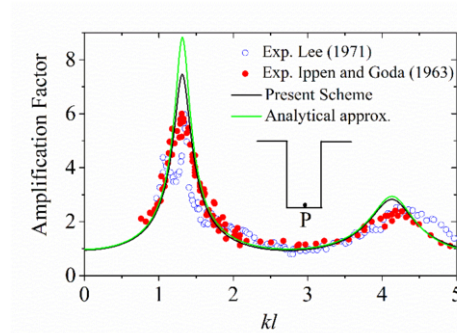 Amplification Factor
8
6
4
2
0
Exp. Lee (1971)
Exp. Ippen and Goda (1963)
Present Scheme
Analytical approx.
P
0 1 2 3 4 5
kl